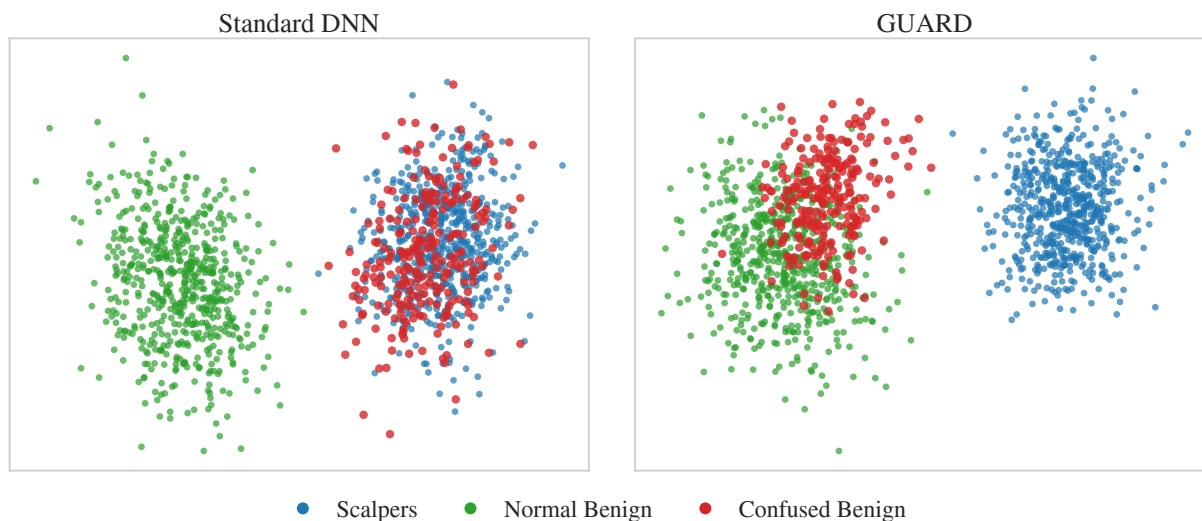 Standard DNN
GUARD
Scalpers
Normal Benign
Confused Benign